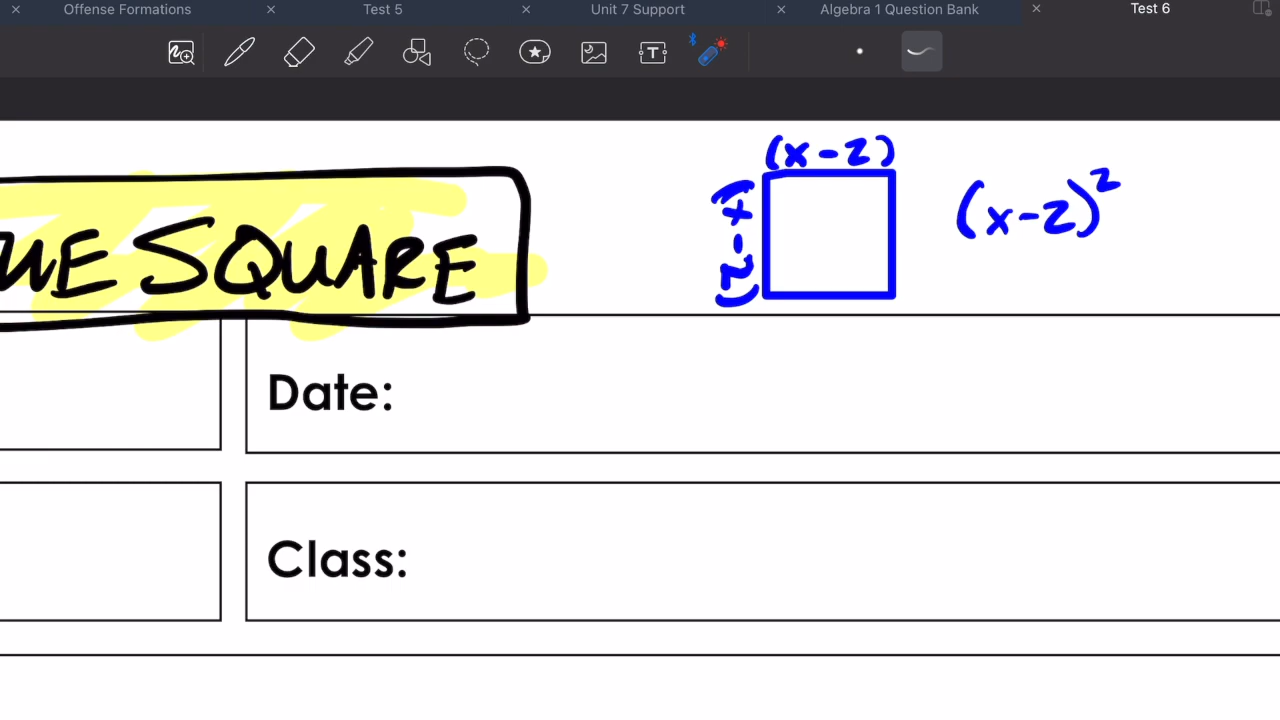 Offense Formations
Test 5
Unit 7 Support
Algebra 1 Question Bank
Test 6
(x-2)
(x-2)
(x-2)²
SQUARE
Date:
Class: